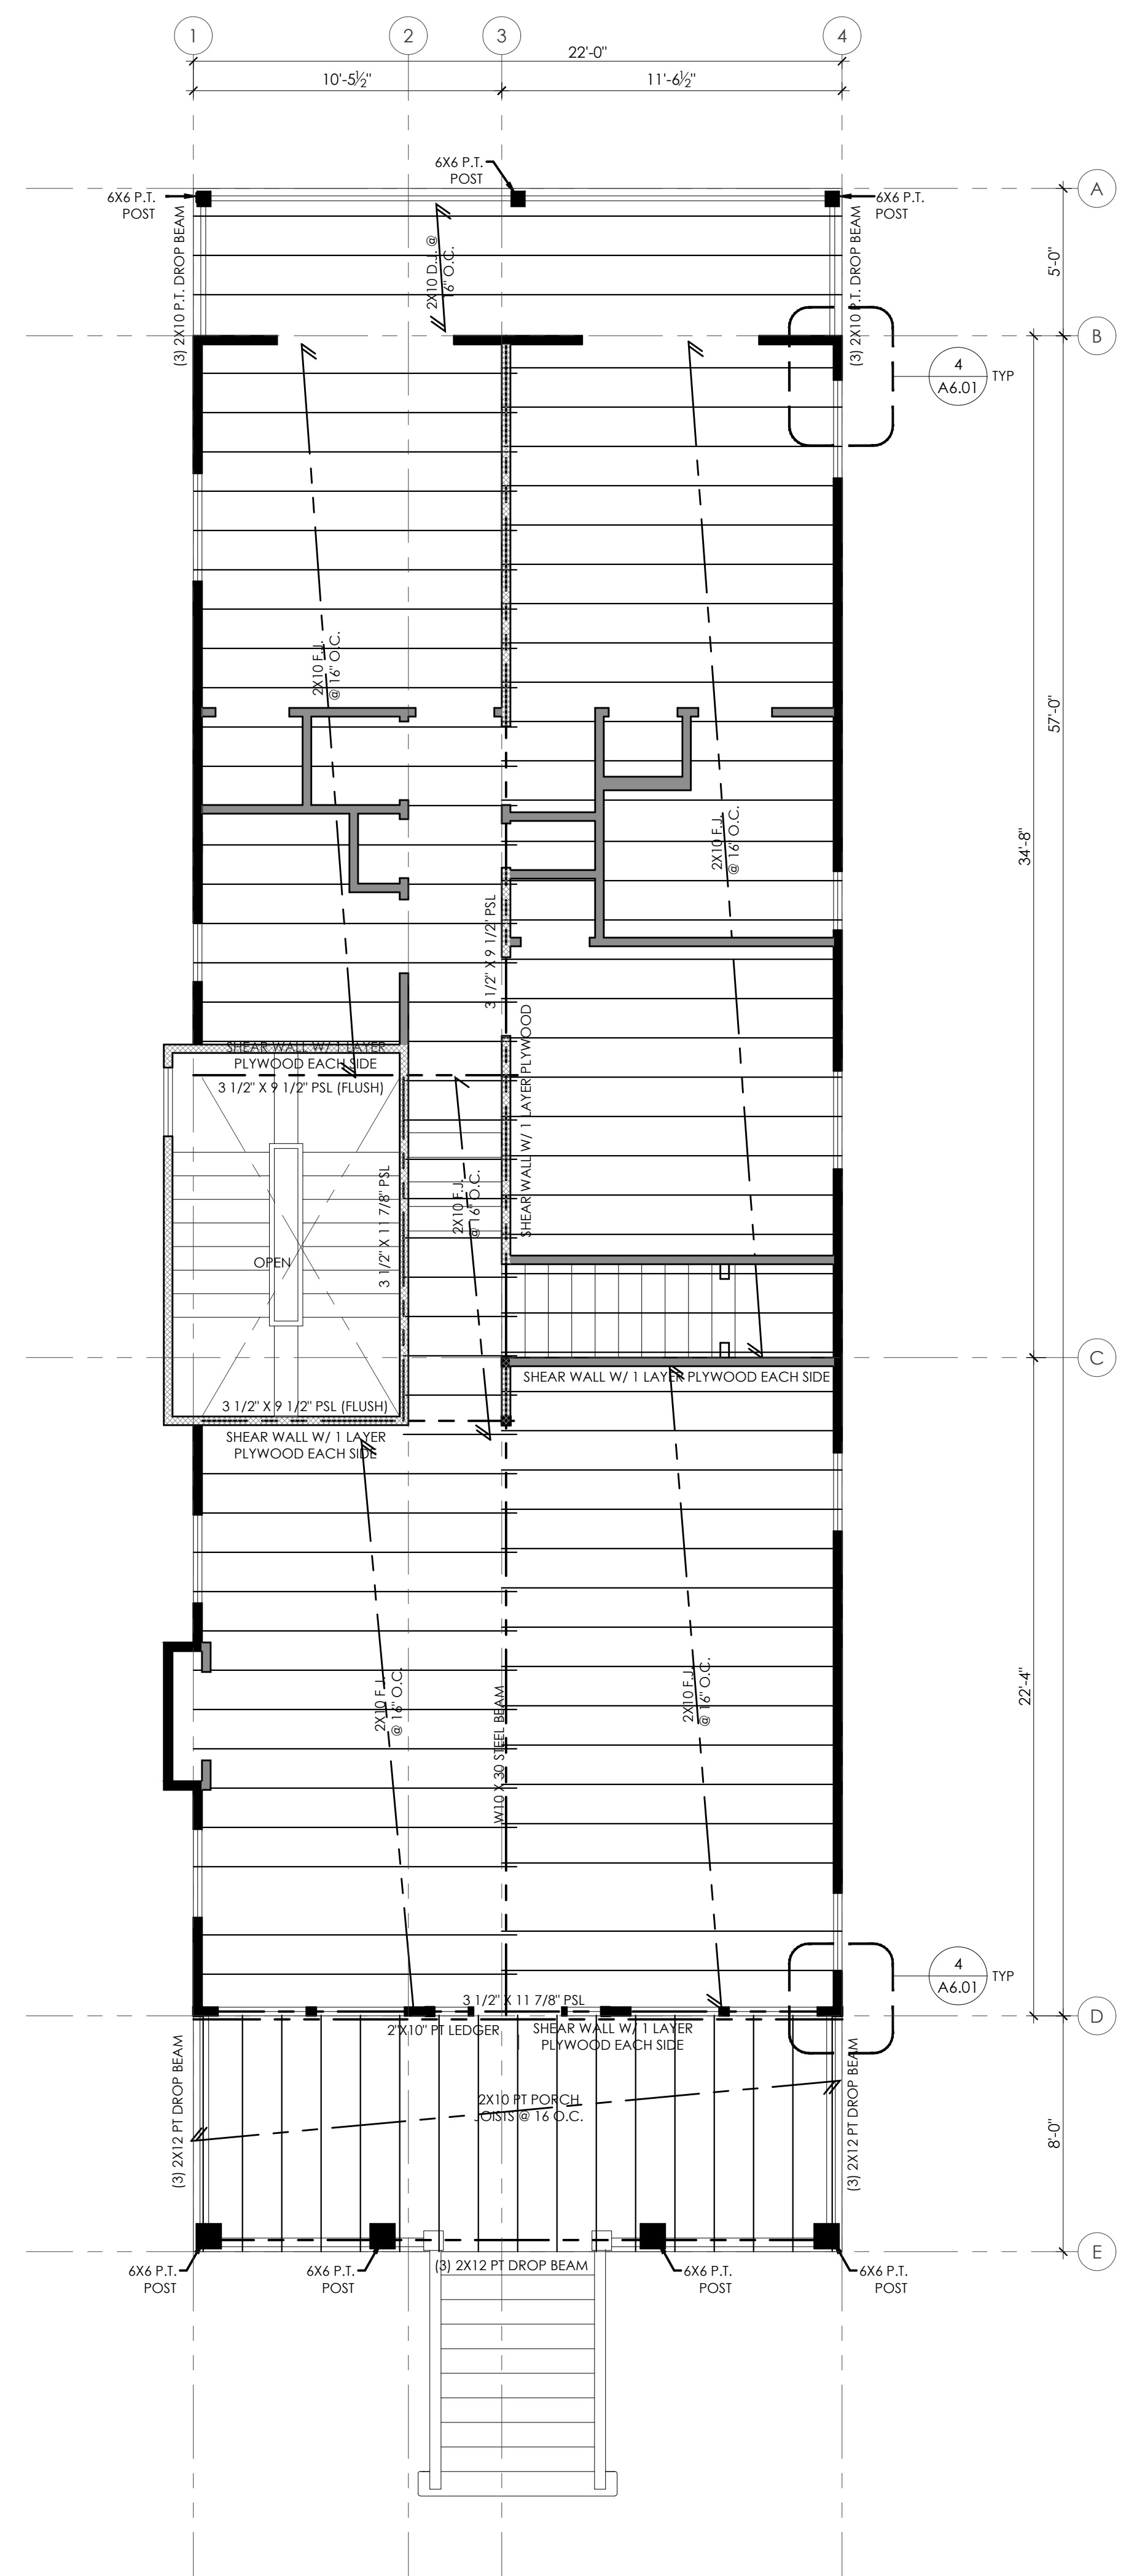 1
2
3
4
22'-0"
10'-5½"
11'-6½"
6X6 P.T.
POST
6X6 P.T.
POST
6X6 P.T.
POST
A
(3) 2X10 P.T. DROP BEAM
2X10 D.J. @
16" O.C.
(3) 2X10 P.T. DROP BEAM
5'-0"
B
4
A6.01
TYP
2X10 F.J.
@ 16" O.C.
57'-0"
2X10 F.J.
@ 16" O.C.
34'-8"
3 1/2" X 9 1/2" PSL
SHEAR WALL W/ 1 LAYER
PLYWOOD EACH SIDE
3 1/2" X 9 1/2" PSL (FLUSH)
SHEAR WALL W/ 1 LAYER PLYWOOD
3 1/2" X 11 7/8" PSL
2X10 F.J.
@ 16" O.C.
OPEN
C
SHEAR WALL W/ 1 LAYER PLYWOOD EACH SIDE
3 1/2" X 9 1/2" PSL (FLUSH)
SHEAR WALL W/ 1 LAYER
PLYWOOD EACH SIDE
2X10 F.J.
@ 16" O.C.
W10 X 30 STEEL BEAM
2X10 F.J.
@ 16" O.C.
22'-4"
4
A6.01
TYP
3 1/2" X 11 7/8" PSL
D
2"X10" PT LEDGER
SHEAR WALL W/ 1 LAYER
PLYWOOD EACH SIDE
(3) 2X12 PT DROP BEAM
2X10 PT PORCH
JOISTS @ 16 O.C.
(3) 2X12 PT DROP BEAM
8'-0"
E
(3) 2X12 PT DROP BEAM
6X6 P.T.
POST
6X6 P.T.
POST
6X6 P.T.
POST
6X6 P.T.
POST